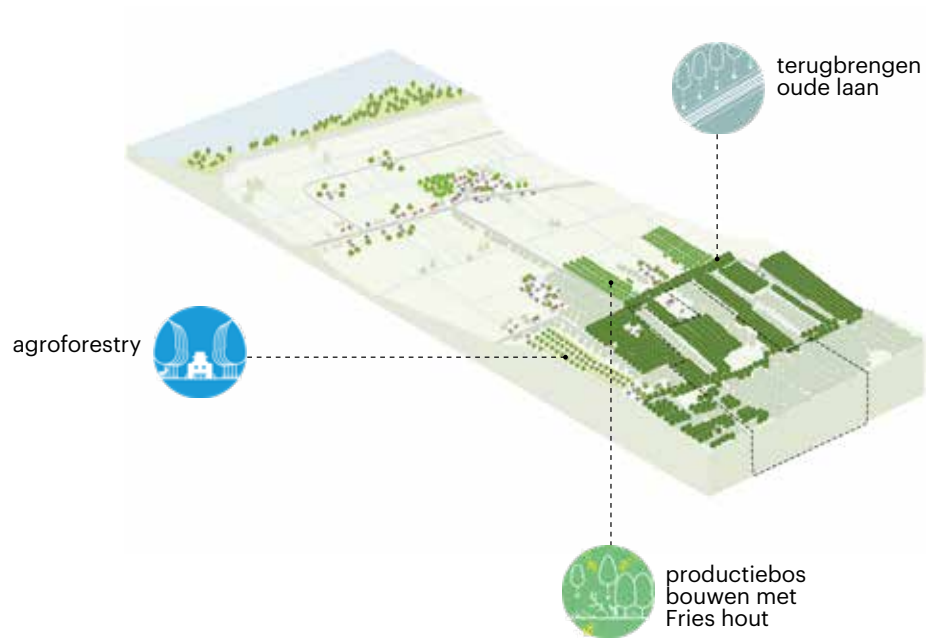 terugbrengen
oude laan
agroforestry
productiebos
bouwen met
Fries hout